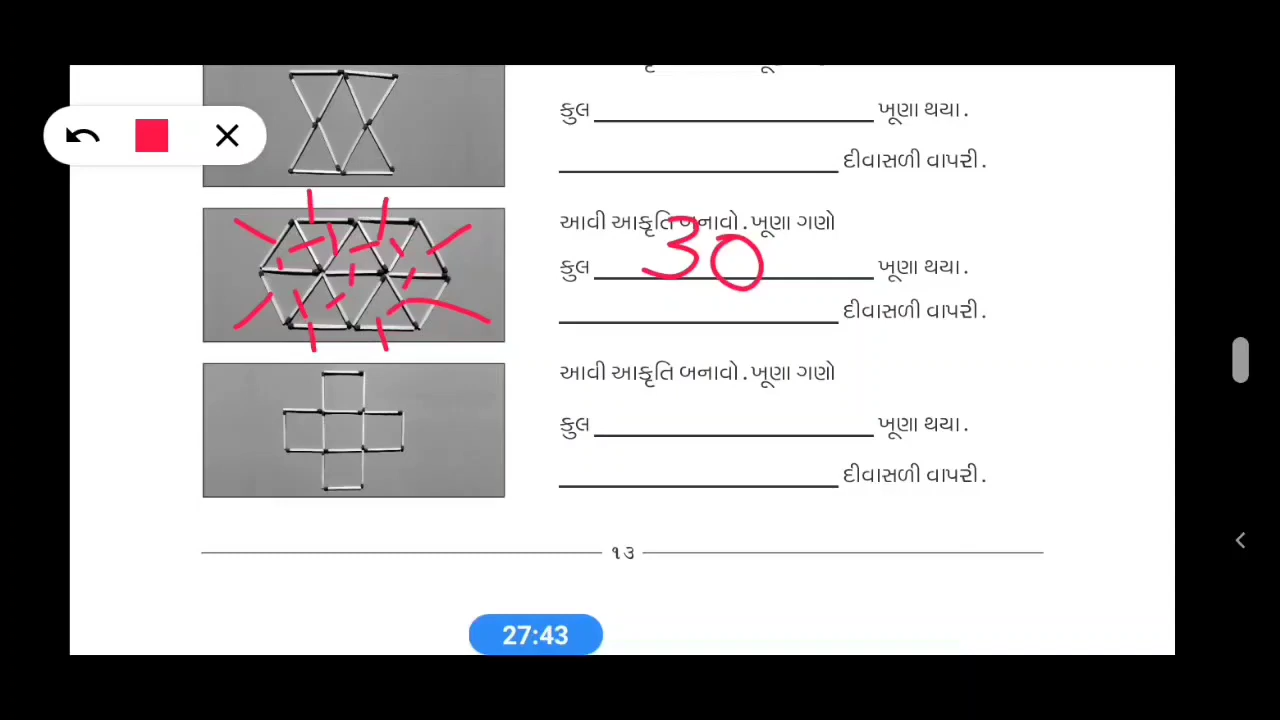 કુલ ખૂણા થયા.
દીવાસળી વાપરી.
આવી આકૃતિ બનાવો. ખૂણા ગણો
કુલ 30 ખૂણા થયા.
દીવાસળી વાપરી.
આવી આકૃતિ બનાવો. ખૂણા ગણો
કુલ ખૂણા થયા.
દીવાસળી વાપરી.
૧૩
27:43